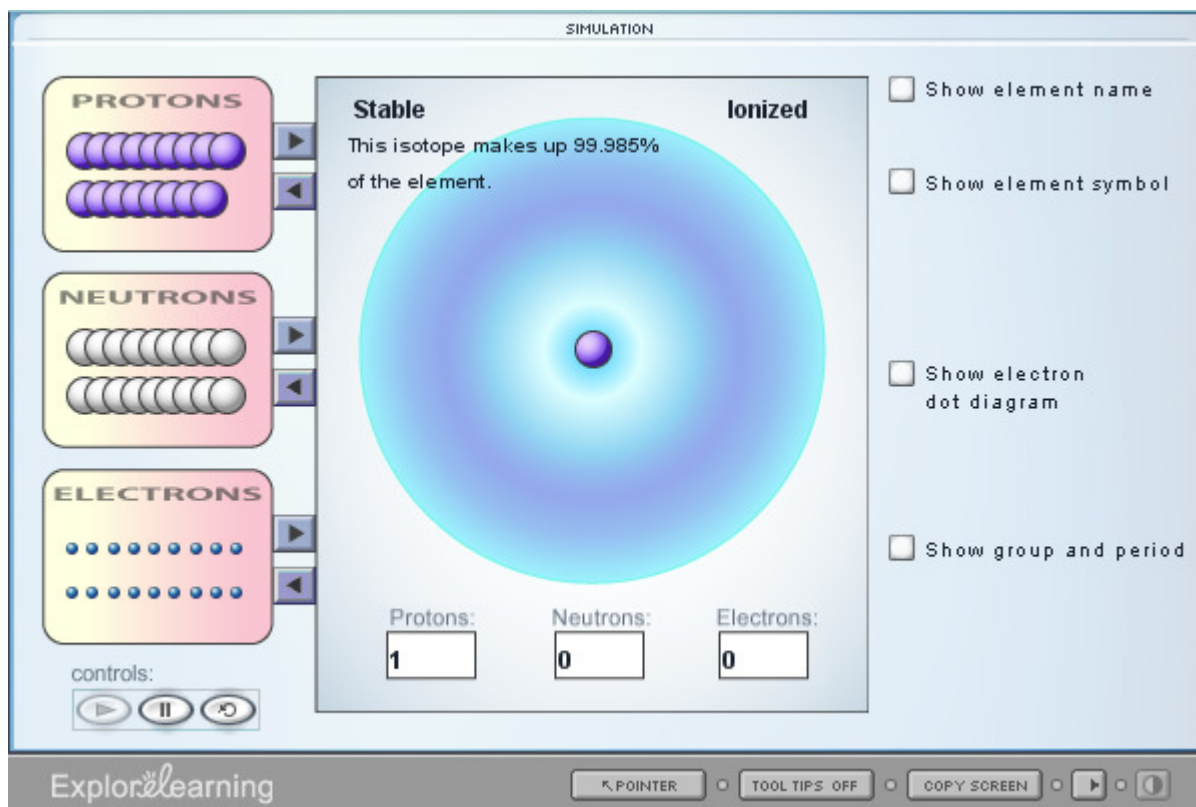 SIMULATION
PROTONS
NEUTRONS
ELECTRONS
controls:
Stable
Ionized
This isotope makes up 99.985%
of the element.
Protons:
Neutrons:
Electrons:
1
0
0
Show element name
Show element symbol
Show electron
dot diagram
Show group and period
ExploreLearning
POINTER
TOOL TIPS OFF
COPY SCREEN